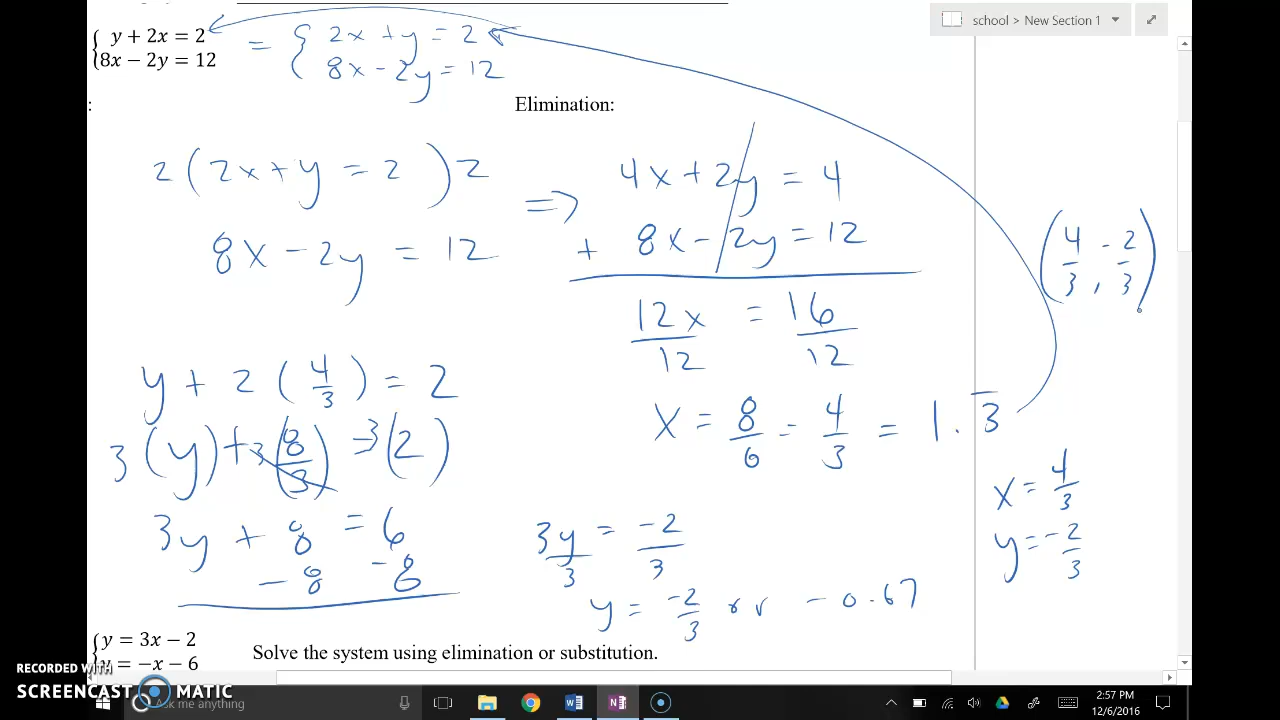 school > New Section 1
{ y + 2x = 2
8x − 2y = 12
= { 2x + y = 2
8x − 2y = 12
:
Elimination:
2 ( 2x + y = 2 ) 2
8x − 2y = 12
⇒
4x + 2y = 4
+ 8x − 2y = 12
12x = 16
12 12
x = 8/6 = 4/3 = 1.3̅
(4/3, −2/3)
y + 2 (4/3) = 2
3(y) + 3(8/3) = 3(2)
3y + 8 = 6
− 8 − 8
3y/3 = −2/3
y = −2/3 or − 0.67
x = 4/3
y = −2/3
{ y = 3x − 2
y = −x − 6
Solve the system using elimination or substitution.
RECORDED WITH
SCREENCAST MATIC
Ask me anything
2:57 PM
12/6/2016